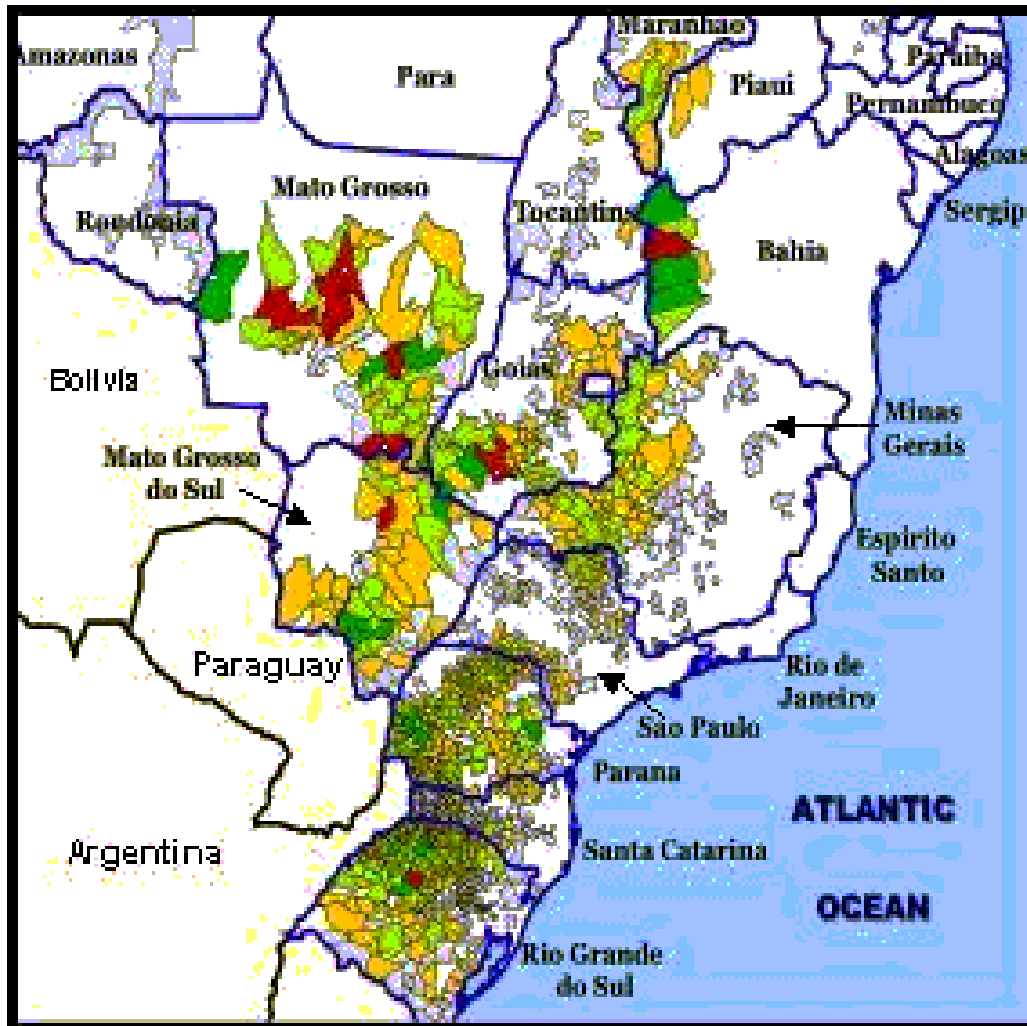 Maranhao
Amazonas
Para
Piaui
Paraiba
Pernambuco
Alagoas
Mato Grosso
Tocantins
Sergip
Rondonia
Bahia
Bolivia
Goias
Minas
Gerais
Mato Grosso
do Sul
Espirito
Santo
Paraguay
Rio de
Janeiro
São Paulo
Parana
ATLANTIC
Argentina
Santa Catarina
OCEAN
Rio Grande
do Sul